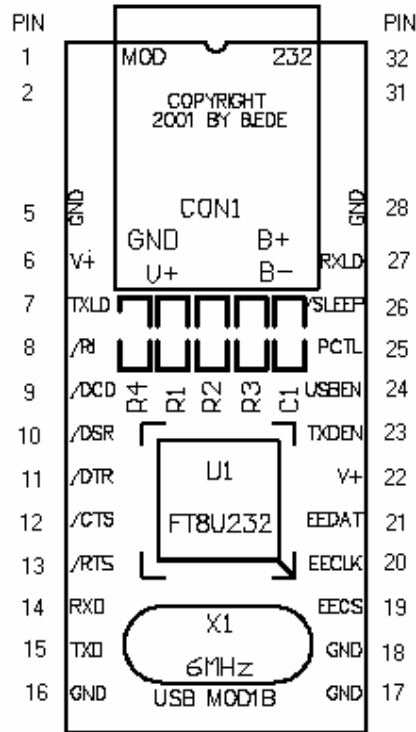 PIN PIN
1 MOD 232 32
2 31
COPYRIGHT
2001 BY B.EDE
5 GND CON1 GND 28
GND B+
6 V+ RXLD 27
V+ B-
7 TXLD /SLEEP 26
8 /RI PCTL 25
9 /DCD R4 R1 R2 R3 C1 USBEN 24
10 /DSR TXDEN 23
11 /DTR U1 V+ 22
12 /CTS FT8U232 EEDAT 21
13 /RTS EECLK 20
14 RXD EECS 19
X1
15 TXD GND 18
6MHz
16 GND USB MOD1B GND 17